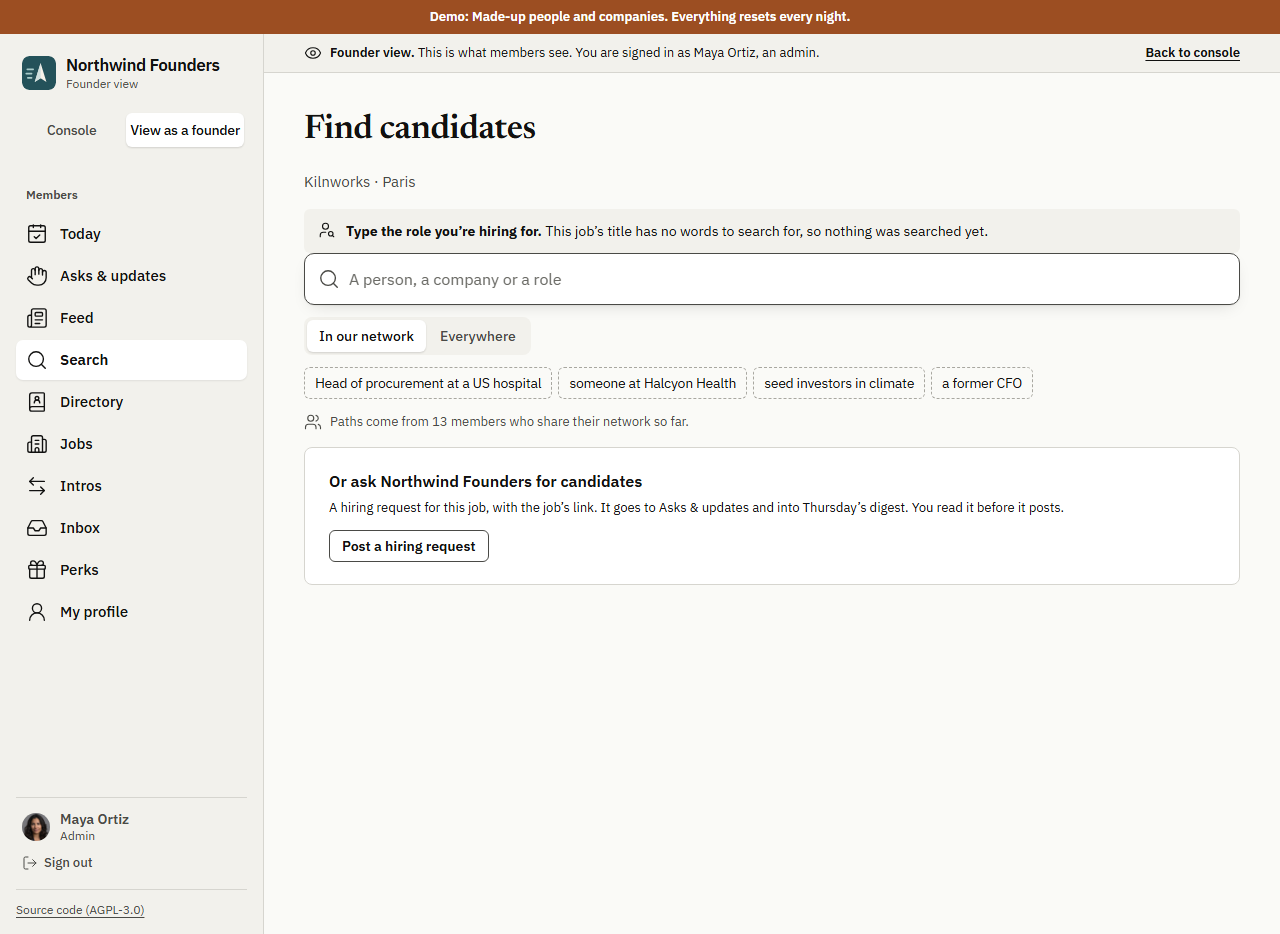 Demo: Made-up people and companies. Everything resets every night.
Northwind Founders
Founder view
Console
View as a founder
Members
Today
Asks & updates
Feed
Search
Directory
Jobs
Intros
Inbox
Perks
My profile
Maya Ortiz
Admin
Sign out
Source code (AGPL-3.0)
Founder view. This is what members see. You are signed in as Maya Ortiz, an admin.
Back to console
Find candidates
Kilnworks · Paris
Type the role you’re hiring for. This job’s title has no words to search for, so nothing was searched yet.
A person, a company or a role
In our network
Everywhere
Head of procurement at a US hospital
someone at Halcyon Health
seed investors in climate
a former CFO
Paths come from 13 members who share their network so far.
Or ask Northwind Founders for candidates
A hiring request for this job, with the job’s link. It goes to Asks & updates and into Thursday’s digest. You read it before it posts.
Post a hiring request